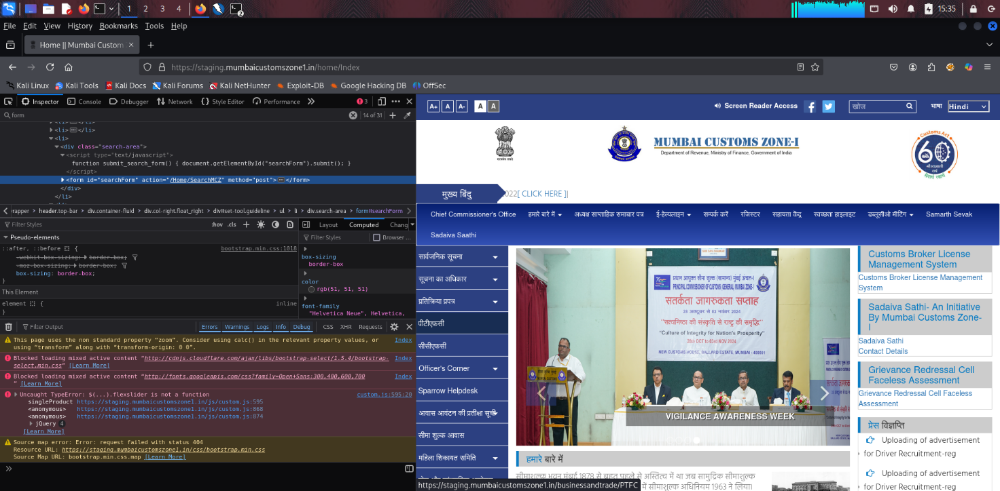 1 2 3 4
2
15:35
File Edit View History Bookmarks Tools Help
Home || Mumbai Custom
https://staging.mumbaicustomszone1.in/home/Index
Kali Linux Kali Tools Kali Docs Kali Forums Kali NetHunter Exploit-DB Google Hacking DB OffSec
Inspector Console Debugger Network Style Editor Performance 3
form 14 of 31
<li> </li>
<li> </li>
<li>
<div class="search-area">
<script type="text/javascript">
function submit_search_form() { document.getElementById("searchForm").submit(); }
</script>
<form id="searchForm" action="/Home/SearchMCZ" method="post"> </form>
</div>
</li>
rapper header.top-bar div.container-fluid div.col-right.float_right div#set-tool.guideline ul li div.search-area form#searchForm
Filter Styles :hov .cls
Layout Computed Chang
Pseudo-elements
Filter Styles Browser ...
::after, ::before { bootstrap.min.css:1018
-webkit-box-sizing: border-box;
-moz-box-sizing: border-box;
box-sizing: border-box;
}
This Element
element { inline
}
box-sizing
border-box
color
rgb(51, 51, 51)
font-family
"Helvetica Neue", Helvetica,
Filter Output Errors Warnings Logs Info Debug CSS XHR Requests
This page uses the non standard property “zoom”. Consider using calc() in the relevant property values, or Index
using “transform” along with “transform-origin: 0 0”.
Blocked loading mixed active content “http://cdnjs.cloudflare.com/ajax/libs/bootstrap-select/1.5.4/bootstrap- Index
select.min.css” [Learn More]
Blocked loading mixed active content “http://fonts.googleapis.com/css?family=Open+Sans:300,400,600,700 Index
” [Learn More]
Uncaught TypeError: $(...).flexslider is not a function custom.js:595:20
singleProduct https://staging.mumbaicustomszone1.in/js/custom.js:595
<anonymous> https://staging.mumbaicustomszone1.in/js/custom.js:868
<anonymous> https://staging.mumbaicustomszone1.in/js/custom.js:874
jQuery 4
[Learn More]
Source map error: Error: request failed with status 404
Resource URL: https://staging.mumbaicustomszone1.in/css/bootstrap.min.css
Source Map URL: bootstrap.min.css.map [Learn More]
A+ A A- A A
Screen Reader Access
खोज
भाषा Hindi
सत्यमेव जयते
MUMBAI CUSTOMS ZONE-I
Department of Revenue, Ministry of Finance, Government of India
Customs Act
60
मुख्य बिंदु
022[ CLICK HERE ]|
Chief Commissioner's Office हमारे बारे में अध्यक्ष साप्ताहिक समाचार पत्र ई-हेल्पलाइन सम्पर्क करें रजिस्टर सहायता केंद्र स्वच्छता हाइलाइट डब्लूसीओ मीटिंग Samarth Sevak
Sadaiva Saathi
सार्वजनिक सूचना
सूचना का अधिकार
प्रतिक्रिया प्रपत्र
पीटीएफसी
सीसीएफसी
Officer's Corner
Sparrow Helpdesk
आवास आवंटन की प्रतीक्षा सूची
सीमा शुल्क आवास
महिला शिकायत समिति
प्रधान आयुक्त सीमा शुल्क (सामान्य) मुंबई अंचल-I
PRINCIPAL COMMISSIONER OF CUSTOMS (GENERAL) MUMBAI ZONE-I
सतर्कता जागरुकता सप्ताह
28 अक्टूबर से 03 नवंबर 2024
"सत्यनिष्ठा की संस्कृति से राष्ट्र की समृद्धि"
"Culture of Integrity for Nation's Prosperity"
28th OCT to 03rd NOV 2024
NEW CUSTOMS HOUSE, BALLARD ESTATE, MUMBAI - 400001
VIGILANCE AWARENESS WEEK
हमारे बारे में
सीमाशुल्क भवन मुंबई 1878 से बहुत पहले से अस्तित्व में था जब सामुद्रिक सीमाशुल्क
में सीमाशुल्क अधिनियम 1963 ने लिया।
Customs Broker License
Management System
Customs Broker License Management
System
Sadaiva Sathi- An Initiative
By Mumbai Customs Zone-
I
Sadaiva Sathi
Contact Details
Grievance Redressal Cell
Faceless Assessment
Grievance Redressal Cell Faceless
Assessment
प्रेस विज्ञप्ति
Uploading of advertisement
for Driver Recruitment-reg
Uploading of advertisement
for Driver Recruitment-reg
https://staging.mumbaicustomszone1.in/businessandtrade/PTFC